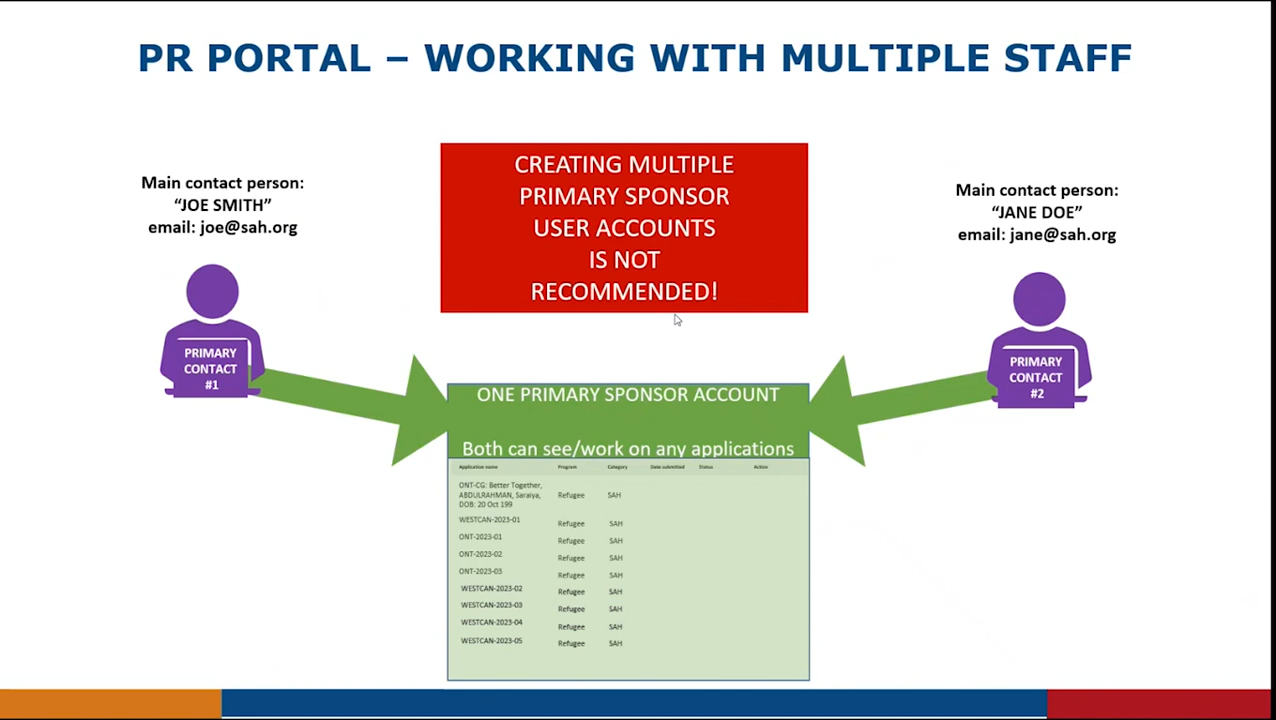 PR PORTAL – WORKING WITH MULTIPLE STAFF
Main contact person:
“JOE SMITH”
email: joe@sah.org
CREATING MULTIPLE
PRIMARY SPONSOR
USER ACCOUNTS
IS NOT
RECOMMENDED!
Main contact person:
“JANE DOE”
email: jane@sah.org
PRIMARY
CONTACT
#1
PRIMARY
CONTACT
#2
ONE PRIMARY SPONSOR ACCOUNT
Both can see/work on any applications
Application name Program Category Date submitted Status Action
ONT-CG: Better Together,
ABDULRAHMAN, Saraiya,
DOB: 20 Oct 199
Refugee SAH
WESTCAN-2023-01 Refugee SAH
ONT-2023-01 Refugee SAH
ONT-2023-02 Refugee SAH
ONT-2023-03 Refugee SAH
WESTCAN-2023-02 Refugee SAH
WESTCAN-2023-03 Refugee SAH
WESTCAN-2023-04 Refugee SAH
WESTCAN-2023-05 Refugee SAH